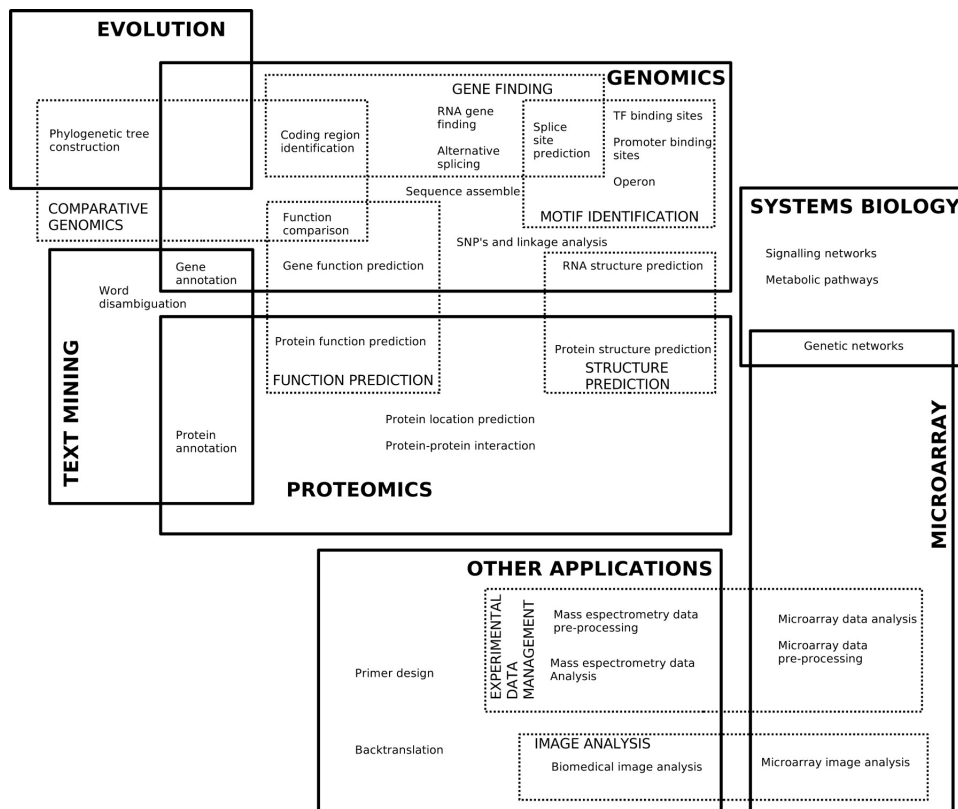 EVOLUTION
GENOMICS
GENE FINDING
RNA gene
finding
Alternative
splicing
Splice
site
prediction
TF binding sites
Promoter binding
sites
Operon
Phylogenetic tree
construction
Coding region
identification
Sequence assemble
COMPARATIVE
GENOMICS
Function
comparison
MOTIF IDENTIFICATION
SYSTEMS BIOLOGY
SNP's and linkage analysis
Signalling networks
Metabolic pathways
Gene
annotation
Gene function prediction
RNA structure prediction
Word
disambiguation
Genetic networks
Protein function prediction
Protein structure prediction
FUNCTION PREDICTION
STRUCTURE
PREDICTION
TEXT MINING
Protein location prediction
Protein
annotation
Protein-protein interaction
PROTEOMICS
MICROARRAY
OTHER APPLICATIONS
EXPERIMENTAL
DATA
MANAGEMENT
Mass espectrometry data
pre-processing
Mass espectrometry data
Analysis
Microarray data analysis
Microarray data
pre-processing
Primer design
Backtranslation
IMAGE ANALYSIS
Biomedical image analysis
Microarray image analysis